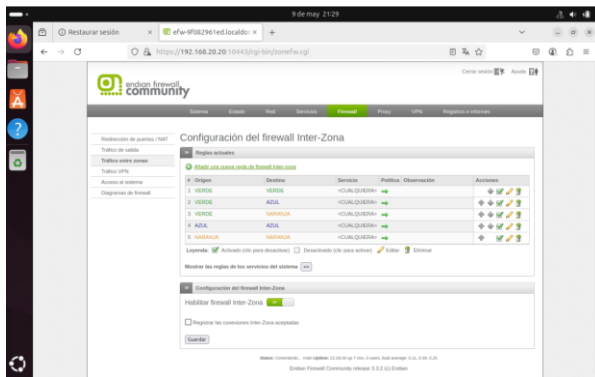 9 de may 21:29
Restaurar sesión
efw-9f082961ed.localdo
https://192.168.20.20:10443/cgi-bin/zonefw.cgi
Cerrar sesión Ayuda
endian firewall
community
Sistema Estado Red Servicios Firewall Proxy VPN Registros e informes
Redirección de puertos / NAT
Tráfico de salida
Tráfico entre zonas
Tráfico VPN
Acceso al sistema
Diagramas de firewall
Configuración del firewall Inter-Zona
Reglas actuales
Añadir una nueva regla de firewall inter-zona
# Origen Destino Servicio Política Observación Acciones
1 VERDE VERDE <CUALQUIERA>
2 VERDE AZUL <CUALQUIERA>
3 VERDE NARANJA <CUALQUIERA>
4 AZUL AZUL <CUALQUIERA>
5 NARANJA NARANJA <CUALQUIERA>
Leyenda: Activado (clic para desactivar) Desactivado (clic para activar) Editar Eliminar
Mostrar las reglas de los servicios del sistema >>
Configuración del firewall Inter-Zona
Habilitar firewall Inter-Zona
Registrar las conexiones Inter-Zona aceptadas
Guardar
Endian Firewall Community release 3.3.2 (c) Endian